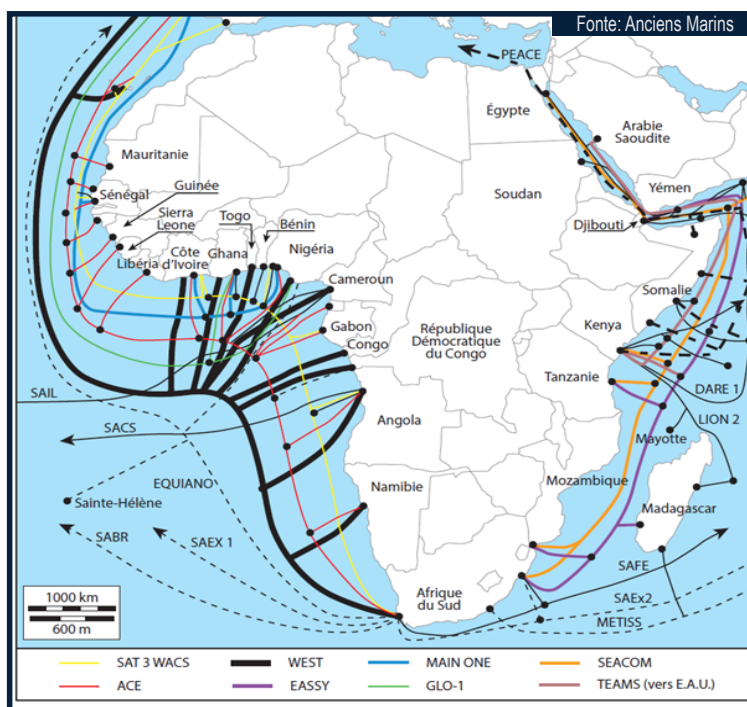 Fonte: Anciens Marins
PEACE
Égypte
Arabie
Saoudite
Mauritanie
Sénégal
Guinée
Sierra
Leone
Togo
Bénin
Soudan
Yémen
Djibouti
Libéria
Côte
d'Ivoire
Ghana
Nigéria
Cameroun
Somalie
Gabon
Congo
République
Démocratique
du Congo
Kenya
Tanzanie
DARE 1
LION 2
SAIL
SACS
Angola
Mayotte
EQUIANO
Sainte-Hélène
Namibie
Mozambique
Madagascar
SABR
SAEX 1
SAFE
SAEx2
METISS
Afrique
du Sud
1000 km
600 m
SAT 3 WACS
WEST
MAIN ONE
SEACOM
ACE
EASSY
GLO-1
TEAMS (vers E.A.U.)